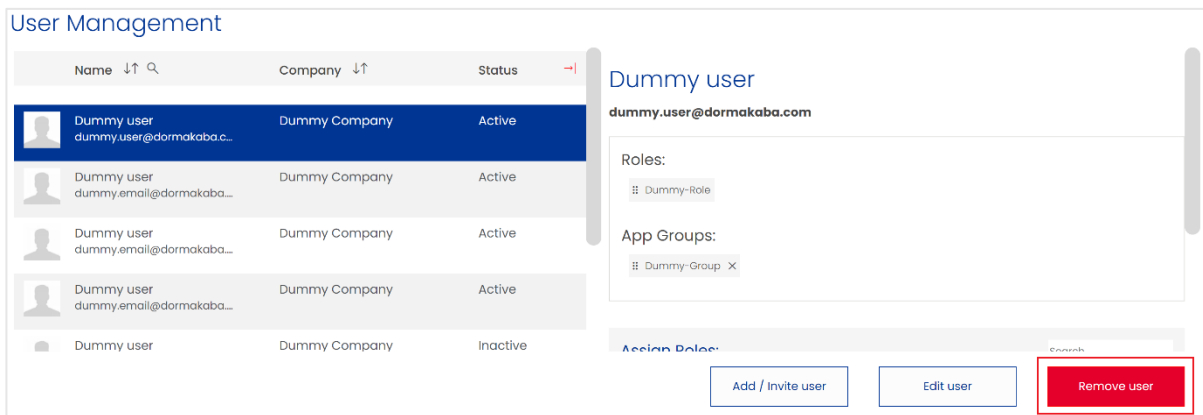 User Management
Name Company Status
Dummy user Dummy Company Active
dummy.user@dormakaba.c...
Dummy user Dummy Company Active
dummy.email@dormakaba....
Dummy user Dummy Company Active
dummy.email@dormakaba....
Dummy user Dummy Company Active
dummy.email@dormakaba....
Dummy user Dummy Company Inactive
Dummy user
dummy.user@dormakaba.com
Roles:
Dummy-Role
App Groups:
Dummy-Group
Assign Roles: Search
Add / Invite user Edit user Remove user